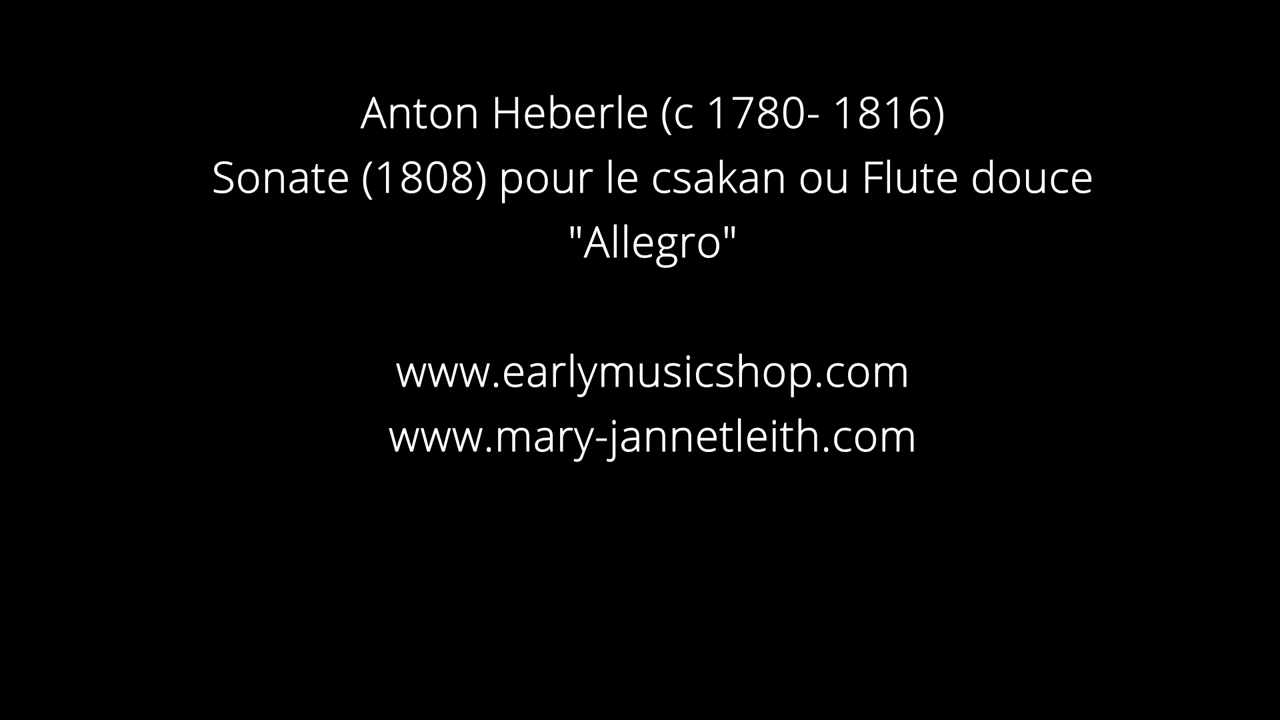 Anton Heberle (c 1780- 1816)
Sonate (1808) pour le csakan ou Flute douce
"Allegro"
www.earlymusicshop.com
www.mary-jannetleith.com